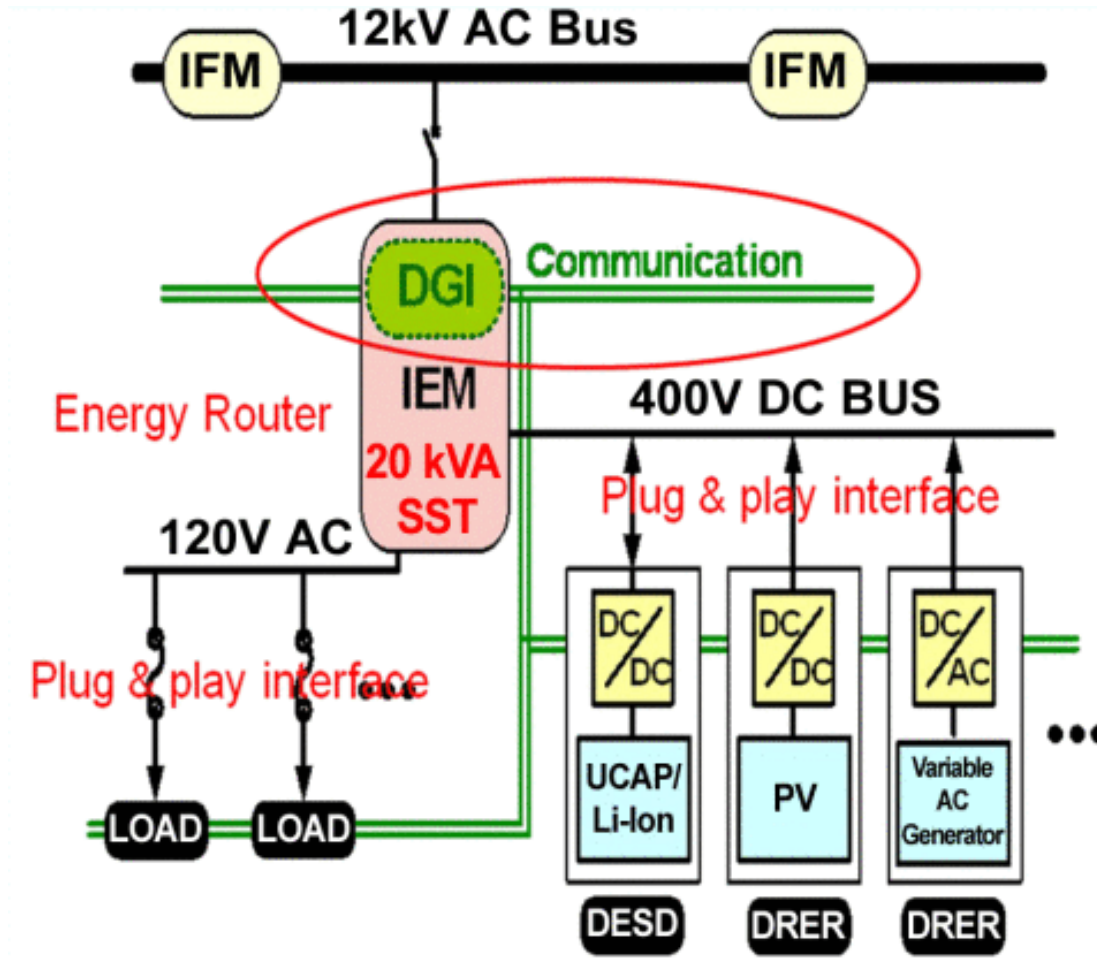 12kV AC Bus
IFM
IFM
DGI
Communication
IEM
Energy Router
20 kVA
SST
400V DC BUS
Plug & play interface
120V AC
Plug & play interface
DC/DC
DC/DC
DC/AC
UCAP/
Li-Ion
PV
Variable
AC
Generator
LOAD
LOAD
DESD
DRER
DRER